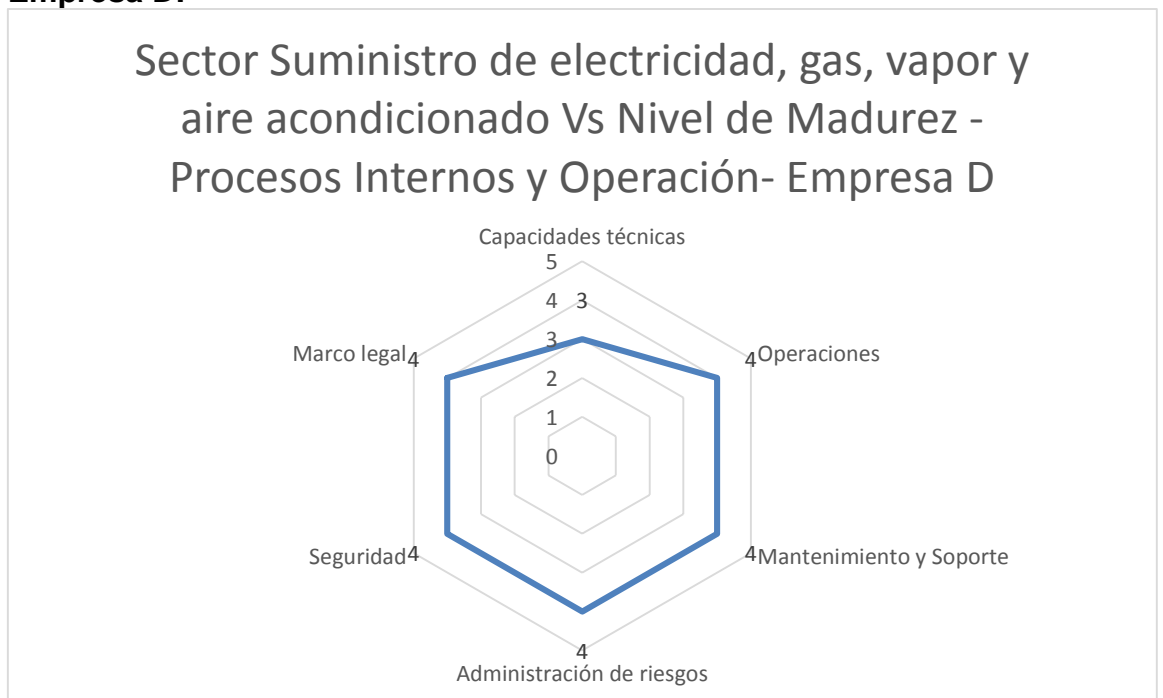 Empresa D:
Sector Suministro de electricidad, gas, vapor y
aire acondicionado Vs Nivel de Madurez -
Procesos Internos y Operación- Empresa D
Capacidades técnicas
5
4 3
Marco legal 4
3
4 Operaciones
2
1
0
Seguridad 4
4 Mantenimiento y Soporte
4
Administración de riesgos